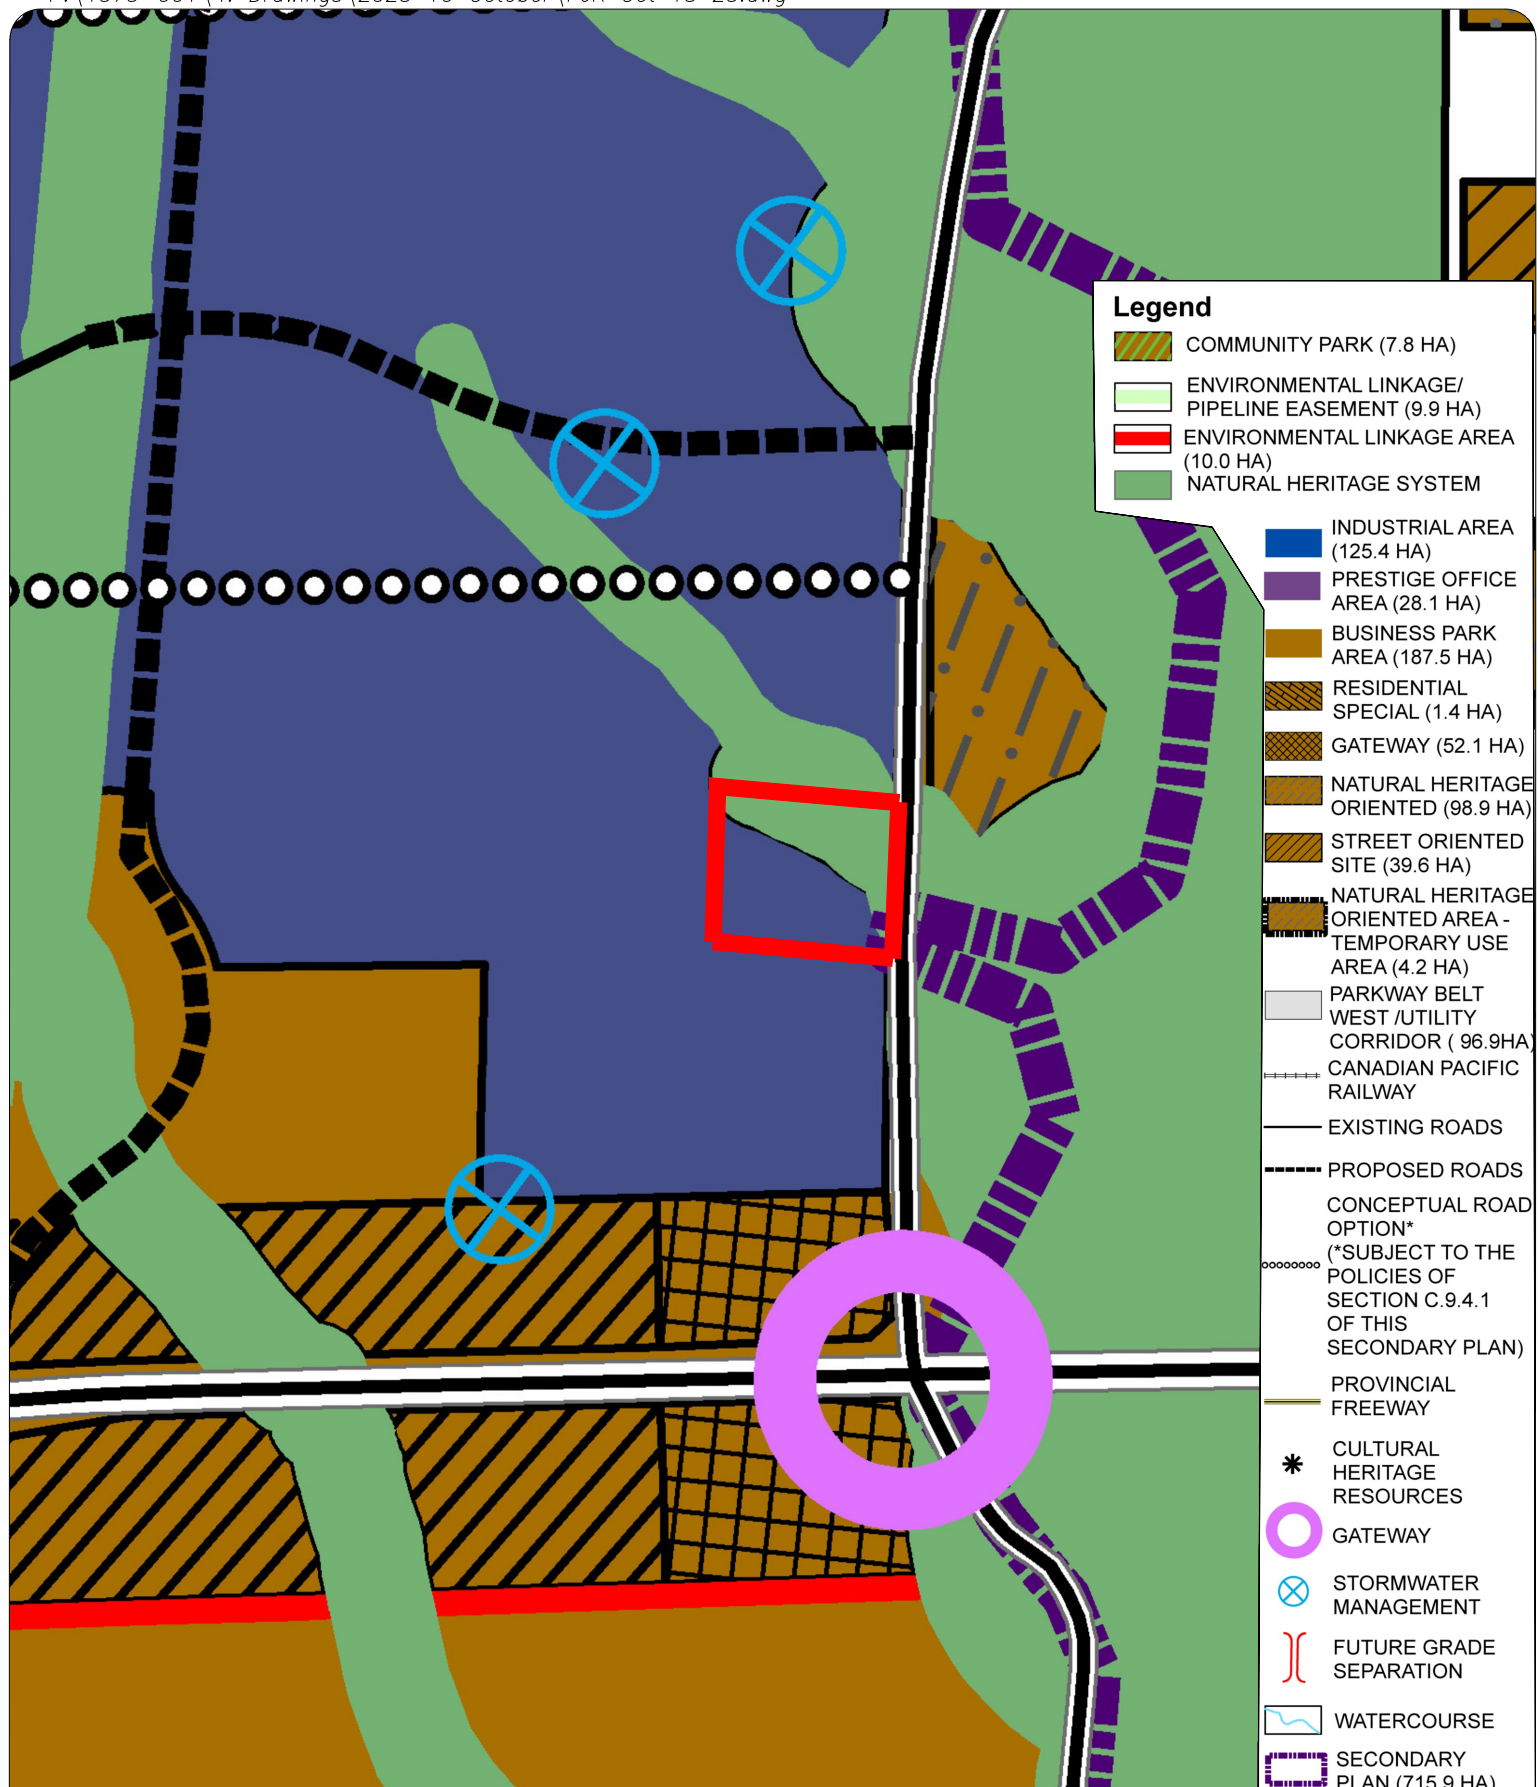 Legend
COMMUNITY PARK (7.8 HA)
ENVIRONMENTAL LINKAGE/
PIPELINE EASEMENT (9.9 HA)
ENVIRONMENTAL LINKAGE AREA
(10.0 HA)
NATURAL HERITAGE SYSTEM
INDUSTRIAL AREA
(125.4 HA)
PRESTIGE OFFICE
AREA (28.1 HA)
BUSINESS PARK
AREA (187.5 HA)
RESIDENTIAL
SPECIAL (1.4 HA)
GATEWAY (52.1 HA)
NATURAL HERITAGE
ORIENTED (98.9 HA)
STREET ORIENTED
SITE (39.6 HA)
NATURAL HERITAGE
ORIENTED AREA -
TEMPORARY USE
AREA (4.2 HA)
PARKWAY BELT
WEST /UTILITY
CORRIDOR ( 96.9HA)
CANADIAN PACIFIC
RAILWAY
EXISTING ROADS
PROPOSED ROADS
CONCEPTUAL ROAD
OPTION*
(*SUBJECT TO THE
POLICIES OF
SECTION C.9.4.1
OF THIS
SECONDARY PLAN)
PROVINCIAL
FREEWAY
CULTURAL
HERITAGE
RESOURCES
GATEWAY
STORMWATER
MANAGEMENT
FUTURE GRADE
SEPARATION
WATERCOURSE
SECONDARY
PLAN (715.9 HA)